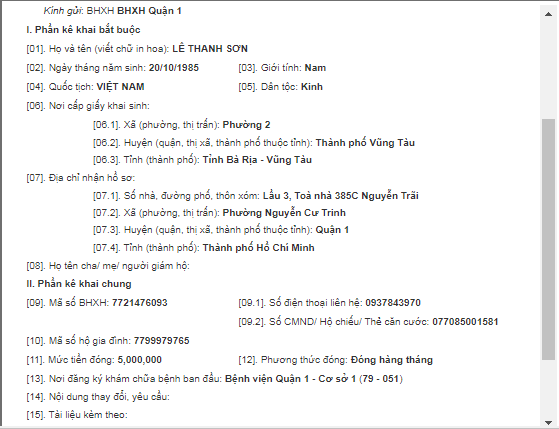 Kính gửi: BHXH BHXH Quận 1
I. Phần kê khai bắt buộc
[01]. Họ và tên (viết chữ in hoa): LÊ THANH SƠN
[02]. Ngày tháng năm sinh: 20/10/1985 [03]. Giới tính: Nam
[04]. Quốc tịch: VIỆT NAM [05]. Dân tộc: Kinh
[06]. Nơi cấp giấy khai sinh:
[06.1]. Xã (phường, thị trấn): Phường 2
[06.2]. Huyện (quận, thị xã, thành phố thuộc tỉnh): Thành phố Vũng Tàu
[06.3]. Tỉnh (thành phố): Tỉnh Bà Rịa - Vũng Tàu
[07]. Địa chỉ nhận hồ sơ:
[07.1]. Số nhà, đường phố, thôn xóm: Lầu 3, Toà nhà 385C Nguyễn Trãi
[07.2]. Xã (phường, thị trấn): Phường Nguyễn Cư Trinh
[07.3]. Huyện (quận, thị xã, thành phố thuộc tỉnh): Quận 1
[07.4]. Tỉnh (thành phố): Thành phố Hồ Chí Minh
[08]. Họ tên cha/ mẹ/ người giám hộ:
II. Phần kê khai chung
[09]. Mã số BHXH: 7721476093 [09.1]. Số điện thoại liên hệ: 0937843970
[09.2]. Số CMND/ Hộ chiếu/ Thẻ căn cước: 077085001581
[10]. Mã số hộ gia đình: 7799979765
[11]. Mức tiền đóng: 5,000,000 [12]. Phương thức đóng: Đóng hàng tháng
[13]. Nơi đăng ký khám chữa bệnh ban đầu: Bệnh viện Quận 1 - Cơ sở 1 (79 - 051)
[14]. Nội dung thay đổi, yêu cầu:
[15]. Tài liệu kèm theo: